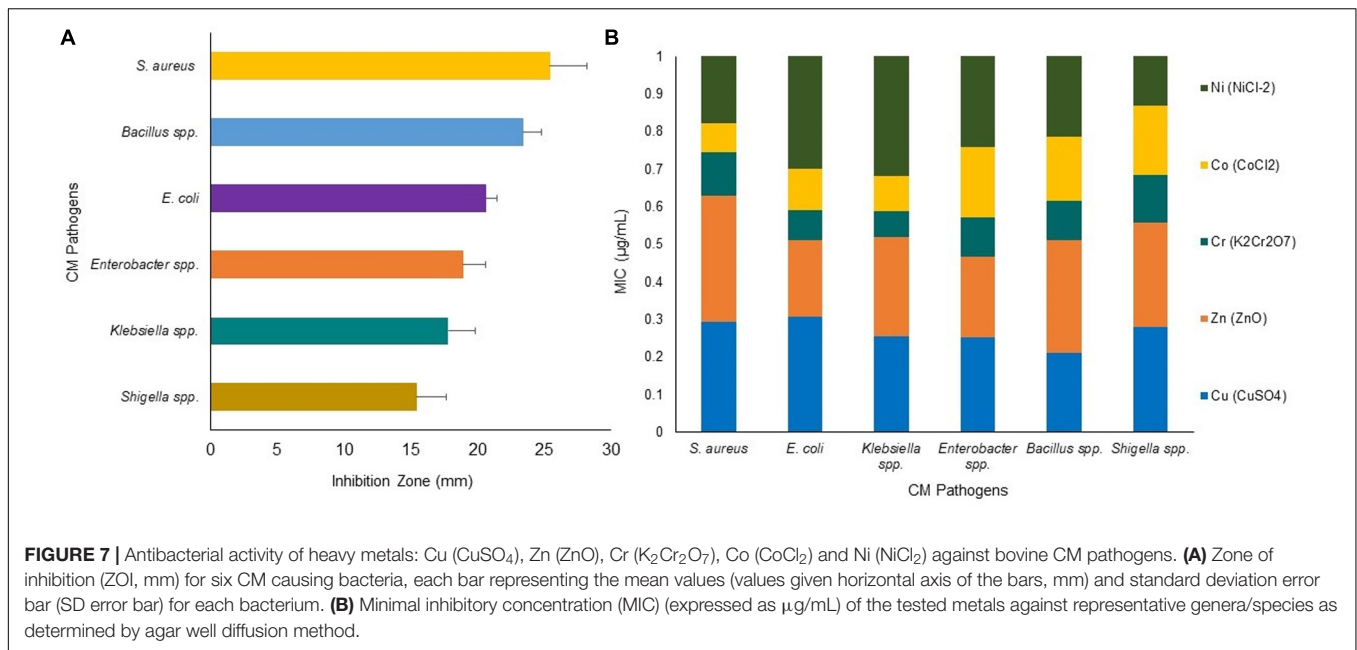 A
S. aureus
Bacillus spp.
E. coli
Enterobacter spp.
Klebsiella spp.
Shigella spp.
CM Pathogens
0 5 10 15 20 25 30
Inhibition Zone (mm)
B
1
0.9
0.8
0.7
0.6
0.5
0.4
0.3
0.2
0.1
0
MIC (µg/mL)
S. aureus E. coli Klebsiella Enterobacter Bacillus spp. Shigella spp.
spp. spp.
CM Pathogens
Ni (NiCl-2)
Co (CoCl2)
Cr (K2Cr2O7)
Zn (ZnO)
Cu (CuSO4)
FIGURE 7 | Antibacterial activity of heavy metals: Cu (CuSO₄), Zn (ZnO), Cr (K₂Cr₂O₇), Co (CoCl₂) and Ni (NiCl₂) against bovine CM pathogens. (A) Zone of
inhibition (ZOI, mm) for six CM causing bacteria, each bar representing the mean values (values given horizontal axis of the bars, mm) and standard deviation error
bar (SD error bar) for each bacterium. (B) Minimal inhibitory concentration (MIC) (expressed as µg/mL) of the tested metals against representative genera/species as
determined by agar well diffusion method.